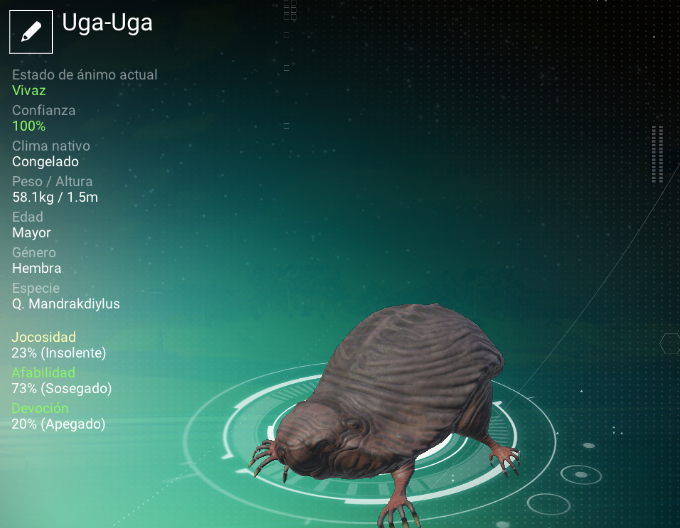 Uga-Uga
Estado de ánimo actual
Vivaz
Confianza
100%
Clima nativo
Congelado
Peso / Altura
58.1kg / 1.5m
Edad
Mayor
Género
Hembra
Especie
Q. Mandrakdiylus
Jocosidad
23% (Insolente)
Afabilidad
73% (Sosegado)
Devoción
20% (Apegado)